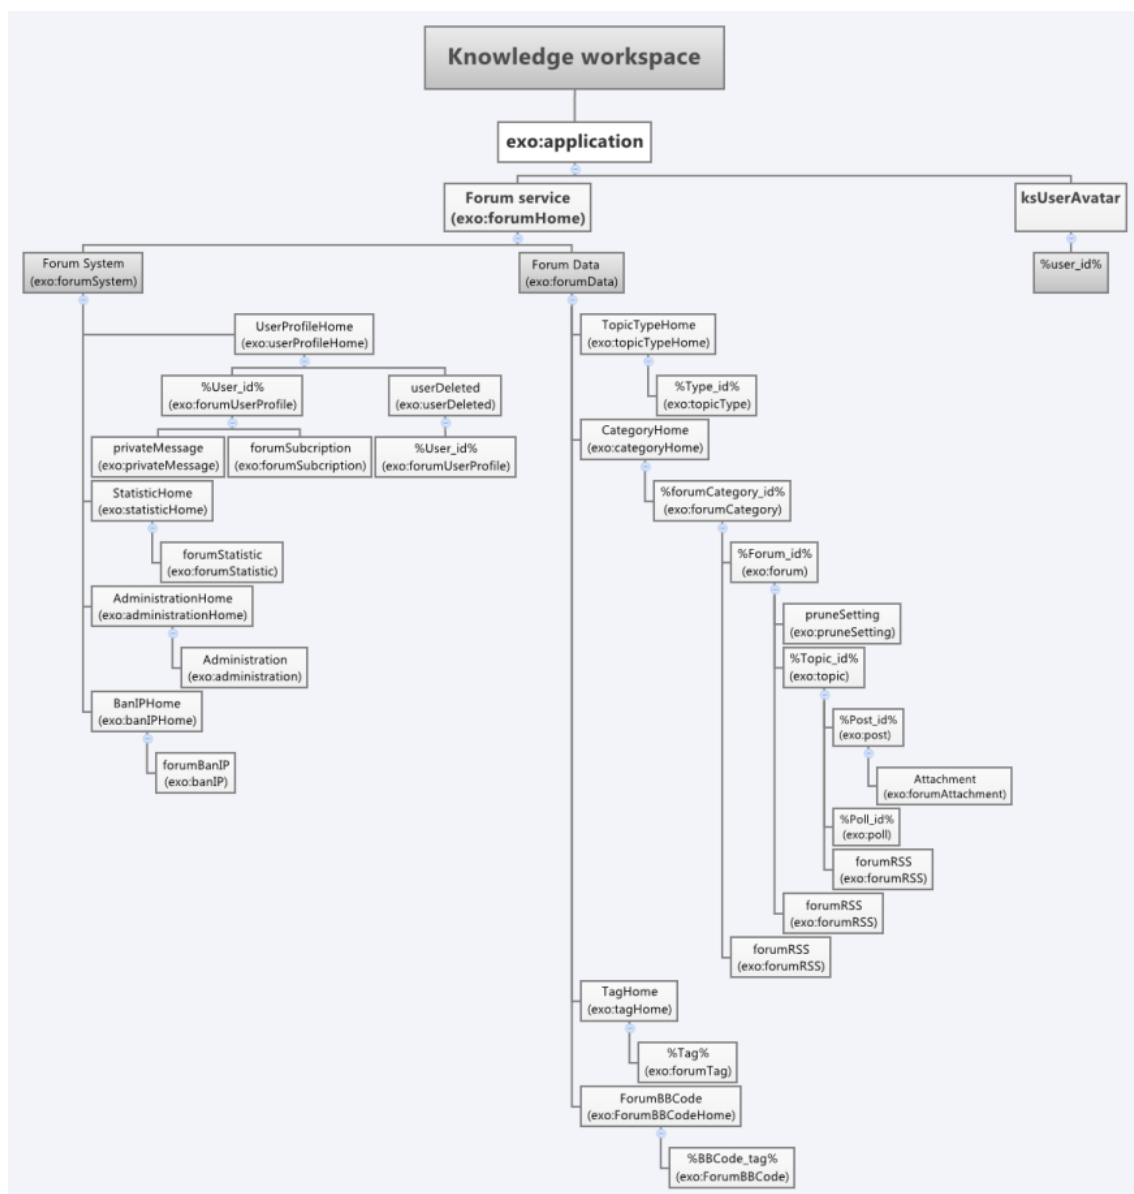 Knowledge workspace
exo:application
Forum service
(exo:forumHome)
ksUserAvatar
Forum System
(exo:forumSystem)
Forum Data
(exo:forumData)
%user_id%
UserProfileHome
(exo:userProfileHome)
%User_id%
(exo:forumUserProfile)
userDeleted
(exo:userDeleted)
privateMessage
(exo:privateMessage)
forumSubcription
(exo:forumSubcription)
%User_id%
(exo:forumUserProfile)
StatisticHome
(exo:statisticHome)
forumStatistic
(exo:forumStatistic)
AdministrationHome
(exo:administrationHome)
Administration
(exo:administration)
BanIPHome
(exo:banIPHome)
forumBanIP
(exo:banIP)
TopicTypeHome
(exo:topicTypeHome)
%Type_id%
(exo:topicType)
CategoryHome
(exo:categoryHome)
%forumCategory_id%
(exo:forumCategory)
%Forum_id%
(exo:forum)
pruneSetting
(exo:pruneSetting)
%Topic_id%
(exo:topic)
%Post_id%
(exo:post)
Attachment
(exo:forumAttachment)
%Poll_id%
(exo:poll)
forumRSS
(exo:forumRSS)
forumRSS
(exo:forumRSS)
forumRSS
(exo:forumRSS)
TagHome
(exo:tagHome)
%Tag%
(exo:forumTag)
ForumBBCode
(exo:ForumBBCodeHome)
%BBCode_tag%
(exo:ForumBBCode)